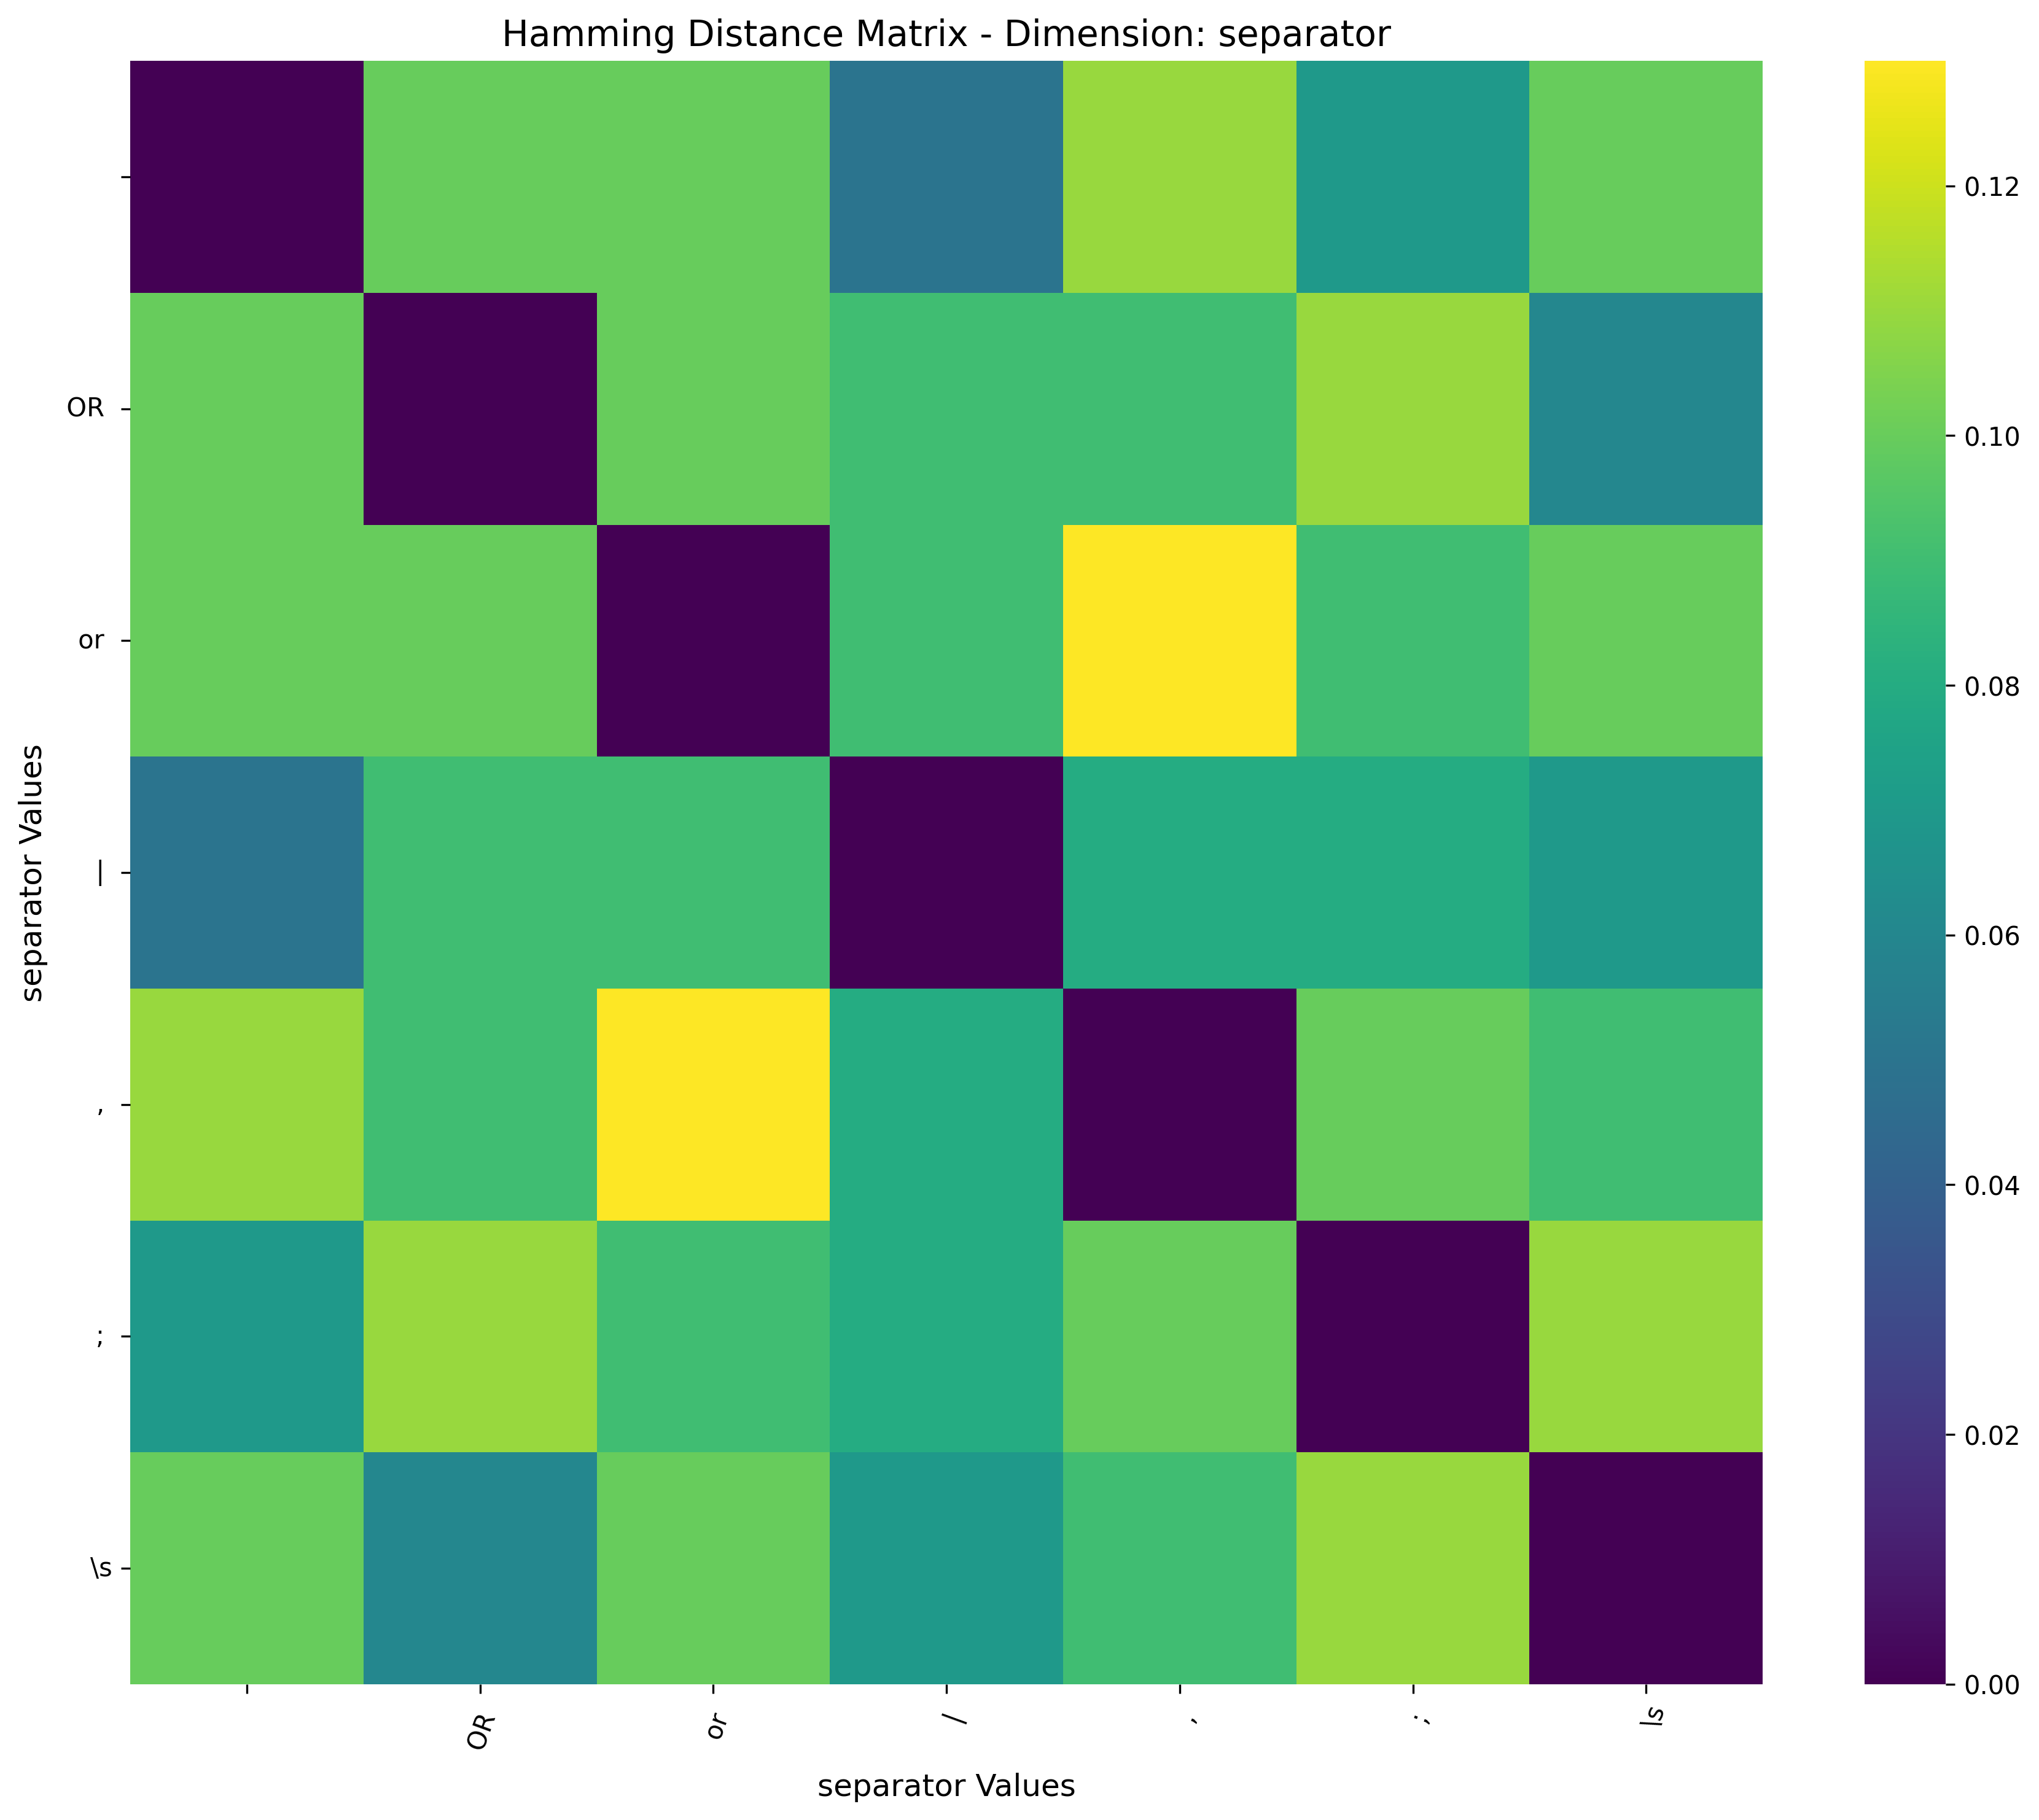 Hamming Distance Matrix - Dimension: separator
separator Values
OR
or
|
,
;
\s
OR
or
|
,
;
\s
separator Values
0.12
0.10
0.08
0.06
0.04
0.02
0.00